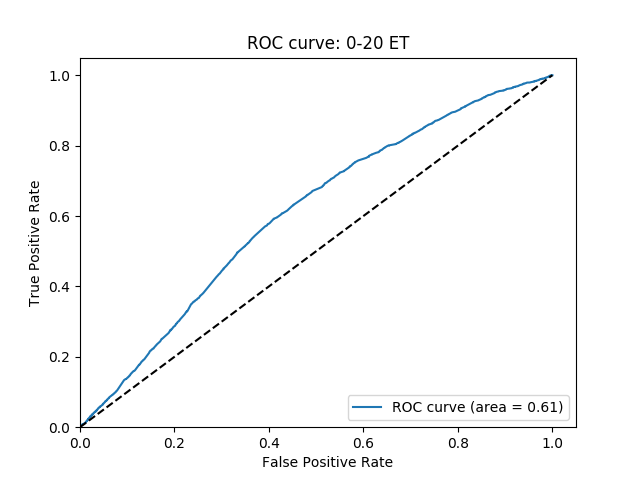 ROC curve: 0-20 ET
True Positive Rate
1.0
0.8
0.6
0.4
0.2
0.0
ROC curve (area = 0.61)
0.0 0.2 0.4 0.6 0.8 1.0
False Positive Rate